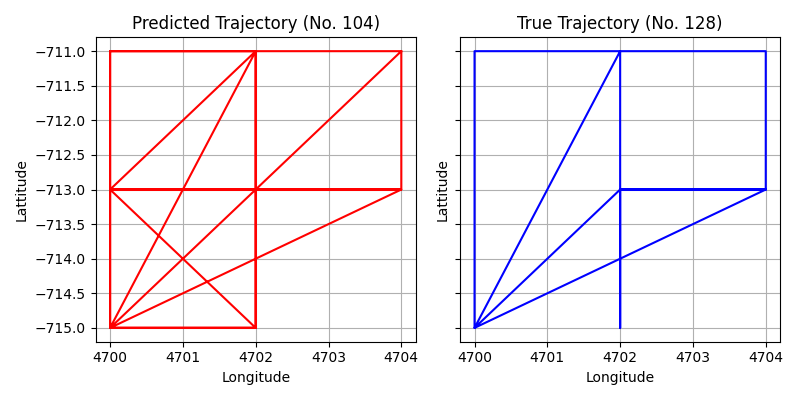 Predicted Trajectory (No. 104)
True Trajectory (No. 128)
−711.0
−711.5
−712.0
−712.5
−713.0
−713.5
−714.0
−714.5
−715.0
Lattitude
Lattitude
4700 4701 4702 4703 4704
4700 4701 4702 4703 4704
Longitude
Longitude